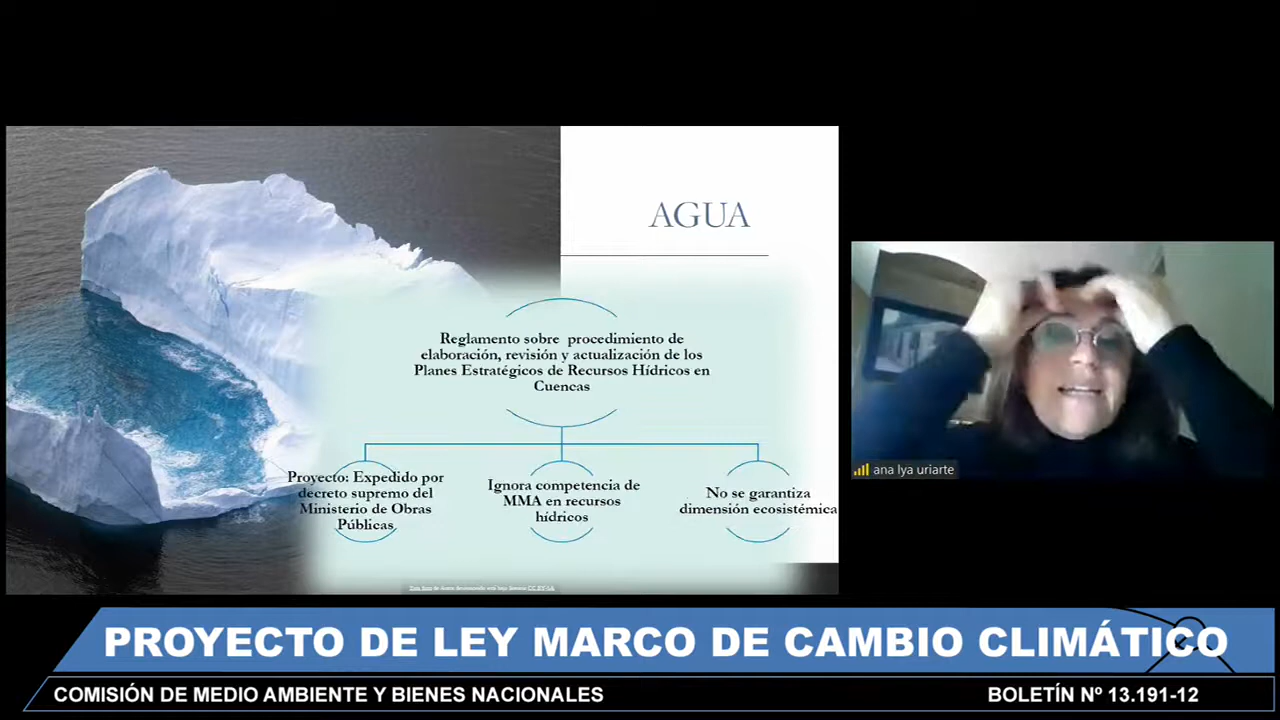 AGUA
Reglamento sobre procedimiento de
elaboración, revisión y actualización de los
Planes Estratégicos de Recursos Hídricos en
Cuencas
Proyecto: Expedido por
decreto supremo del
Ministerio de Obras
Públicas
Ignora competencia de
MMA en recursos
hídricos
No se garantiza
dimensión ecosistémica
ana lya uriarte
PROYECTO DE LEY MARCO DE CAMBIO CLIMÁTICO
COMISIÓN DE MEDIO AMBIENTE Y BIENES NACIONALES
BOLETÍN Nº 13.191-12